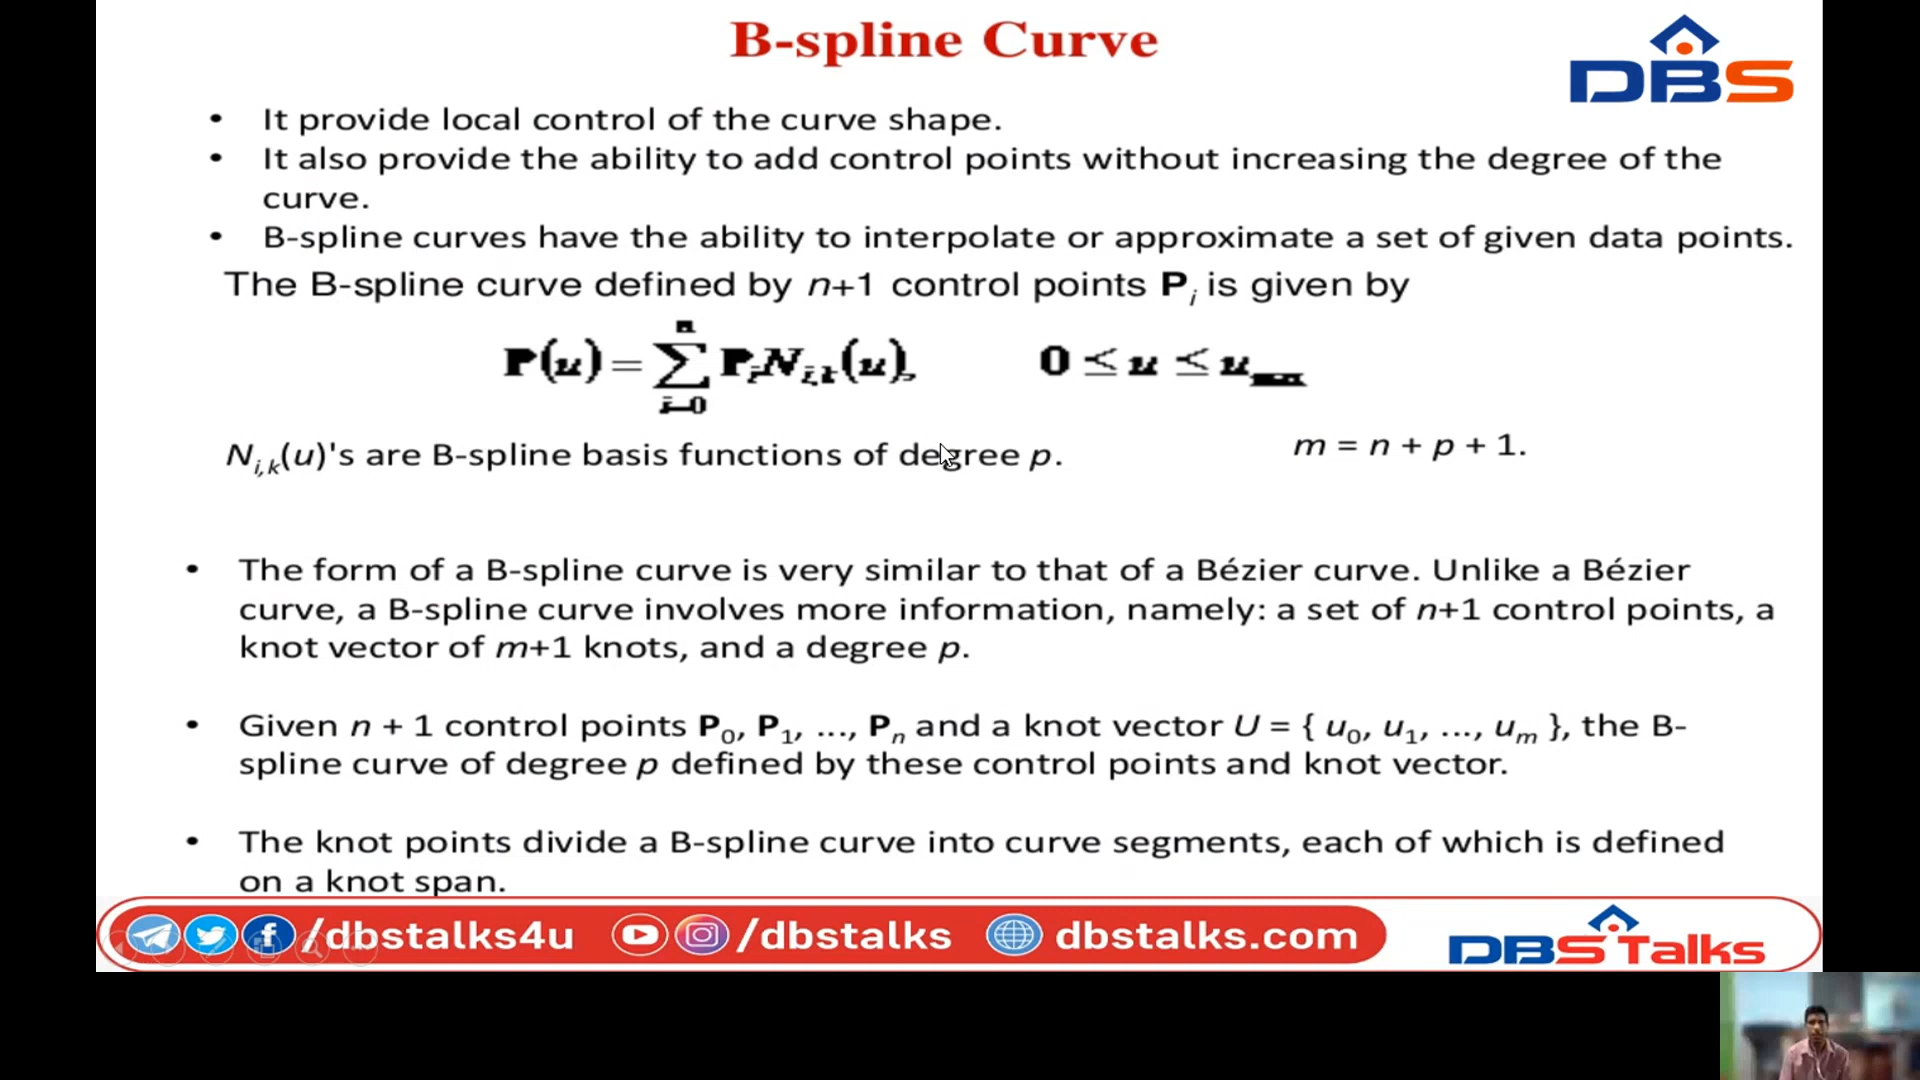 B-spline Curve
DBS
• It provide local control of the curve shape.
• It also provide the ability to add control points without increasing the degree of the
curve.
• B-spline curves have the ability to interpolate or approximate a set of given data points.
The B-spline curve defined by n+1 control points Pᵢ is given by
n
P(u) = ∑ PᵢNᵢ,ₖ(u), 0 ≤ u ≤ u
i=0
Nᵢ,ₖ(u)'s are B-spline basis functions of degree p. m = n + p + 1.
• The form of a B-spline curve is very similar to that of a Bézier curve. Unlike a Bézier
curve, a B-spline curve involves more information, namely: a set of n+1 control points, a
knot vector of m+1 knots, and a degree p.
• Given n + 1 control points P₀, P₁, ..., Pₙ and a knot vector U = { u₀, u₁, ..., uₘ }, the B-
spline curve of degree p defined by these control points and knot vector.
• The knot points divide a B-spline curve into curve segments, each of which is defined
on a knot span.
/dbstalks4u /dbstalks dbstalks.com DBS Talks